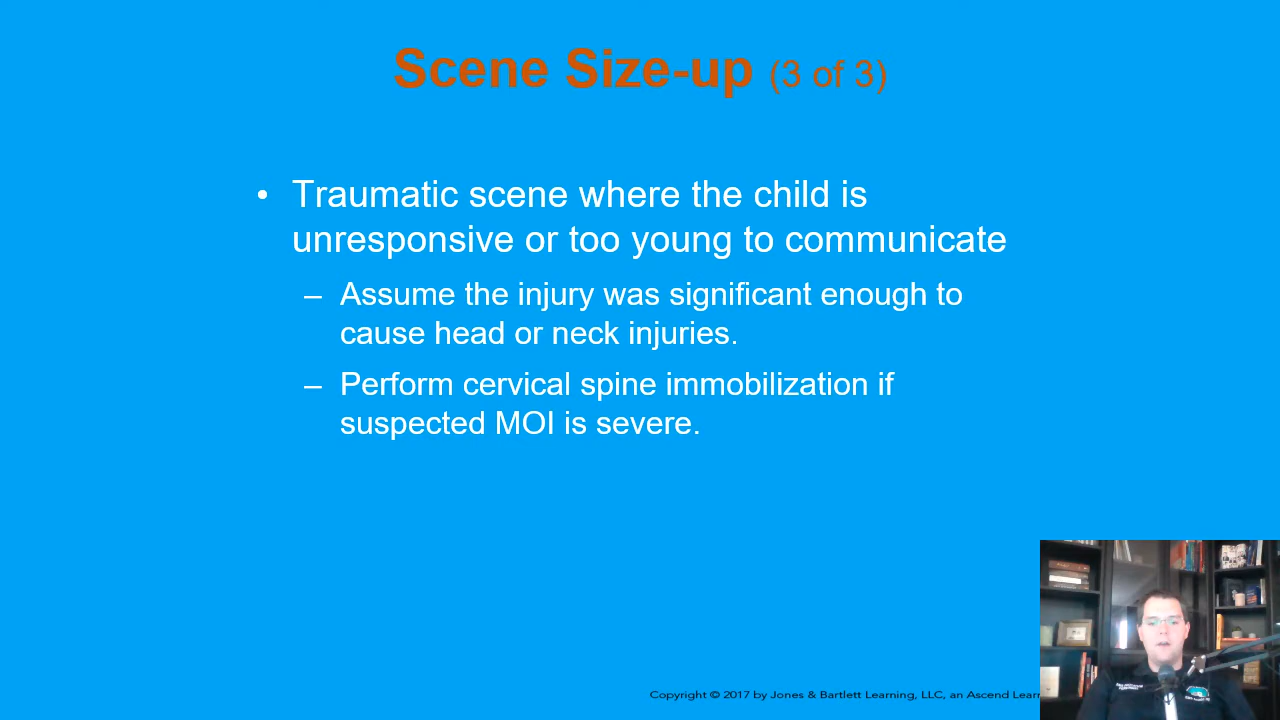 Scene Size-up (3 of 3)
• Traumatic scene where the child is
unresponsive or too young to communicate
– Assume the injury was significant enough to
cause head or neck injuries.
– Perform cervical spine immobilization if
suspected MOI is severe.
Copyright © 2017 by Jones & Bartlett Learning, LLC, an Ascend Lear